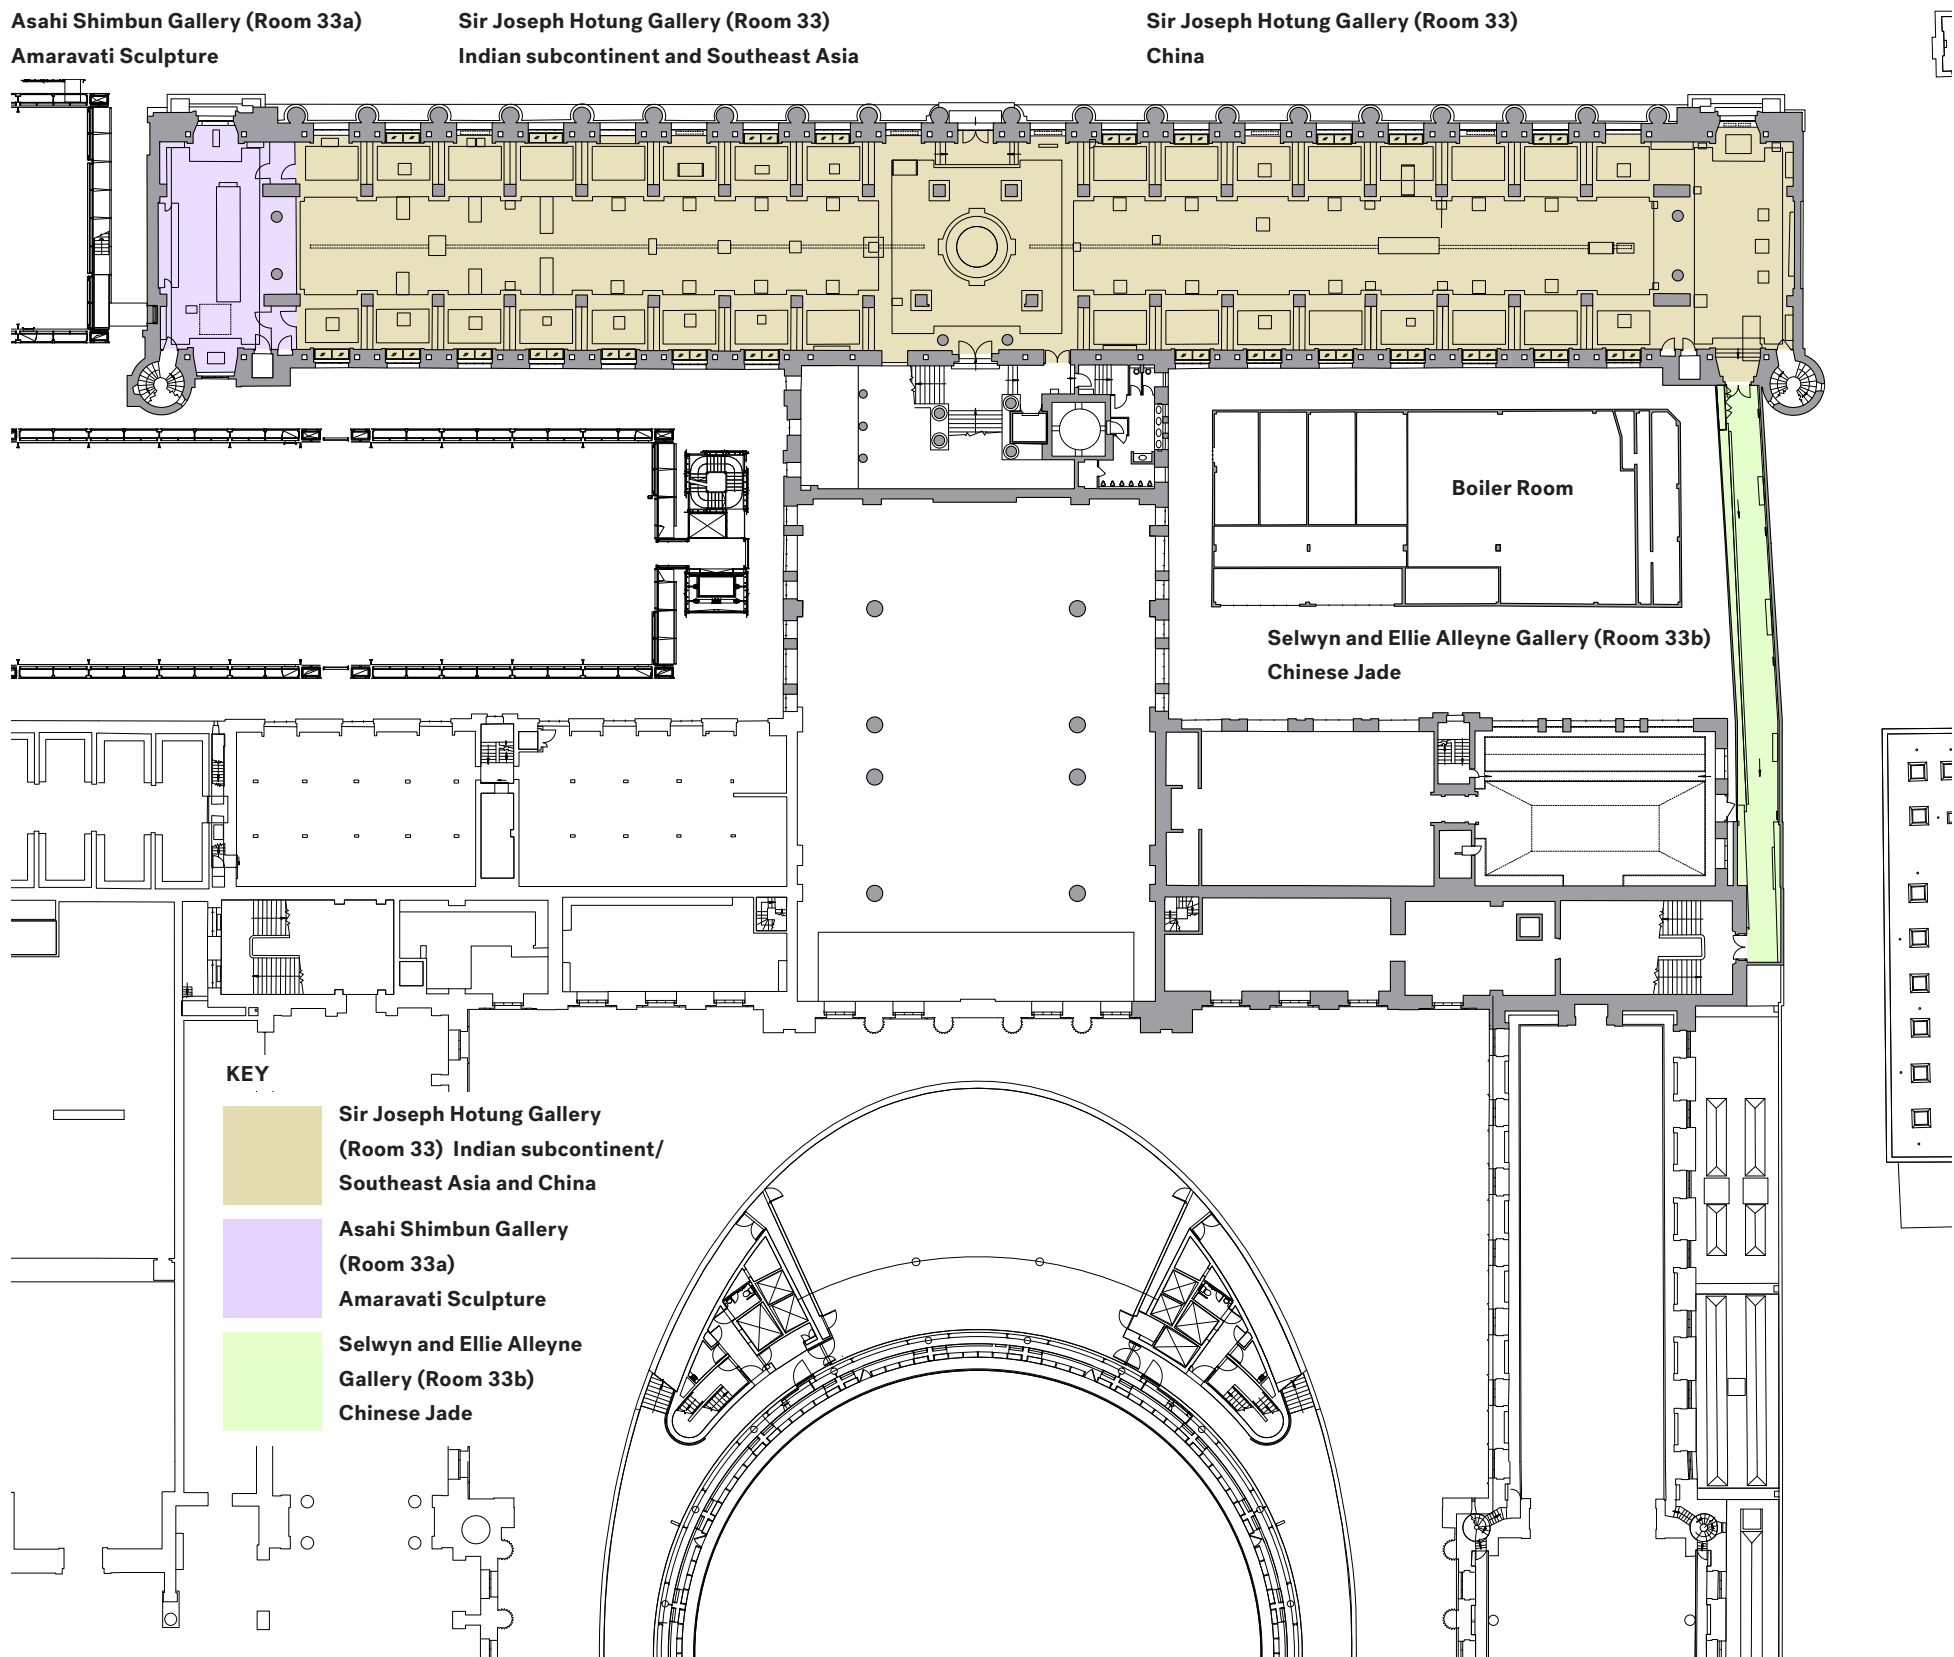 Asahi Shimbun Gallery (Room 33a)
Amaravati Sculpture
Sir Joseph Hotung Gallery (Room 33)
Indian subcontinent and Southeast Asia
Sir Joseph Hotung Gallery (Room 33)
China
Boiler Room
Selwyn and Ellie Alleyne Gallery (Room 33b)
Chinese Jade
KEY
Sir Joseph Hotung Gallery
(Room 33) Indian subcontinent/
Southeast Asia and China
Asahi Shimbun Gallery
(Room 33a)
Amaravati Sculpture
Selwyn and Ellie Alleyne
Gallery (Room 33b)
Chinese Jade